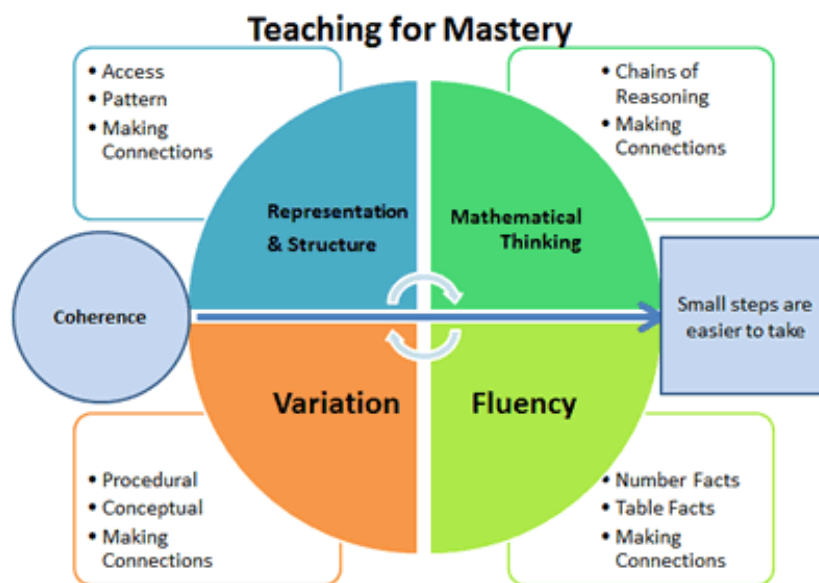 Teaching for Mastery
• Access
• Pattern
• Making
Connections
• Chains of
Reasoning
• Making
Connections
Representation
& Structure
Mathematical
Thinking
Coherence
Small steps are
easier to take
Variation
Fluency
• Procedural
• Conceptual
• Making
Connections
• Number Facts
• Table Facts
• Making
Connections